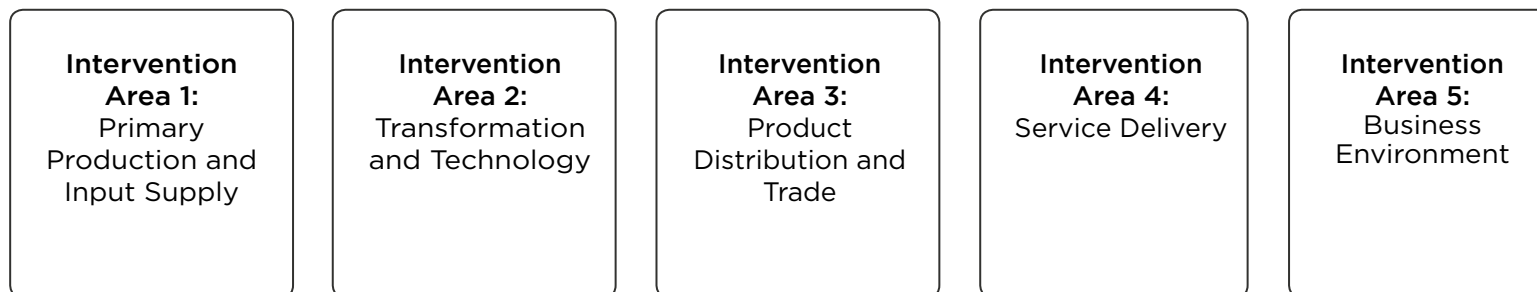 Intervention
Area 1:
Primary
Production and
Input Supply
Intervention
Area 2:
Transformation
and Technology
Intervention
Area 3:
Product
Distribution and
Trade
Intervention
Area 4:
Service Delivery
Intervention
Area 5:
Business
Environment